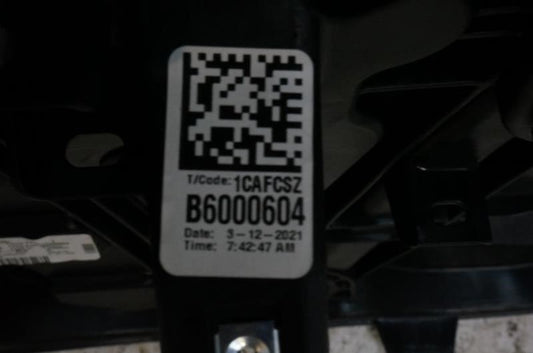 T/Code: 1CAFCSZ
B6000604
Date: 3-12-2021
Time: 7:42:47 AM